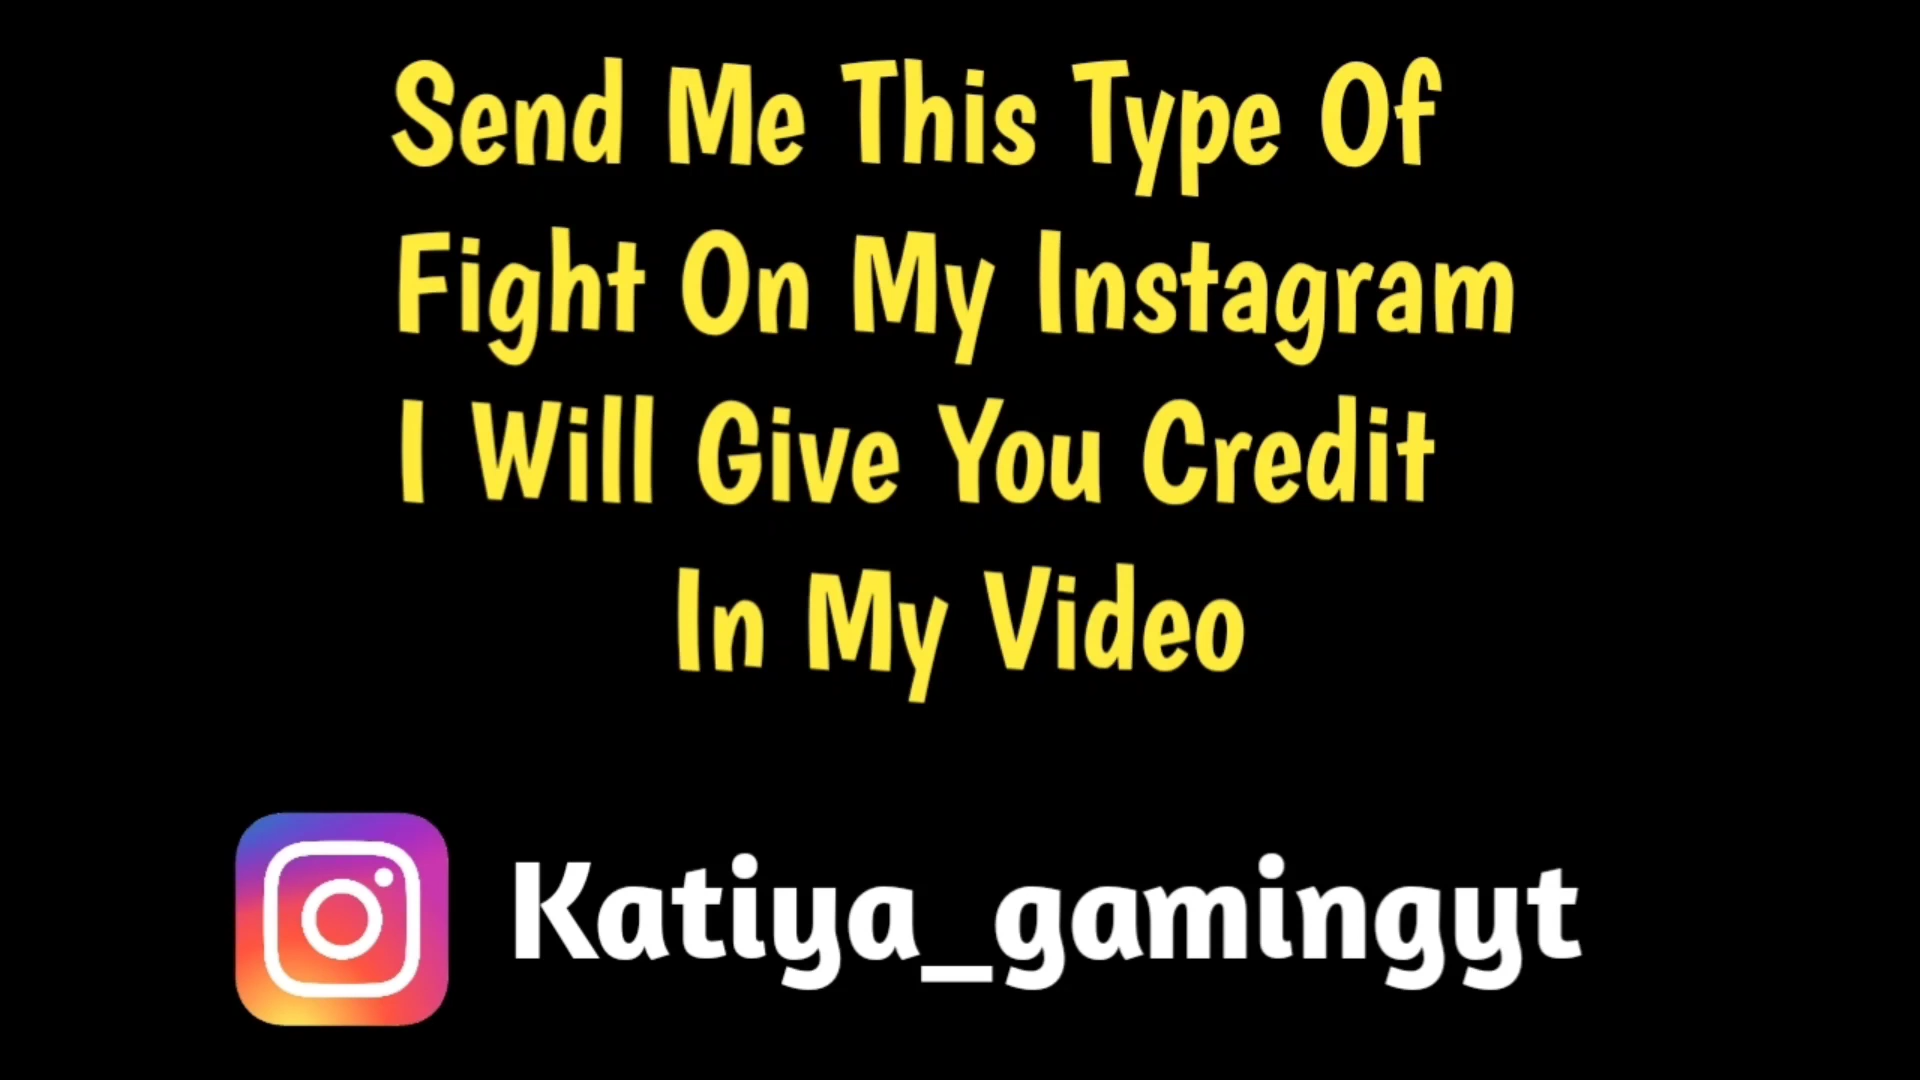 Send Me This Type Of
Fight On My Instagram
I Will Give You Credit
In My Video
Katiya_gamingyt